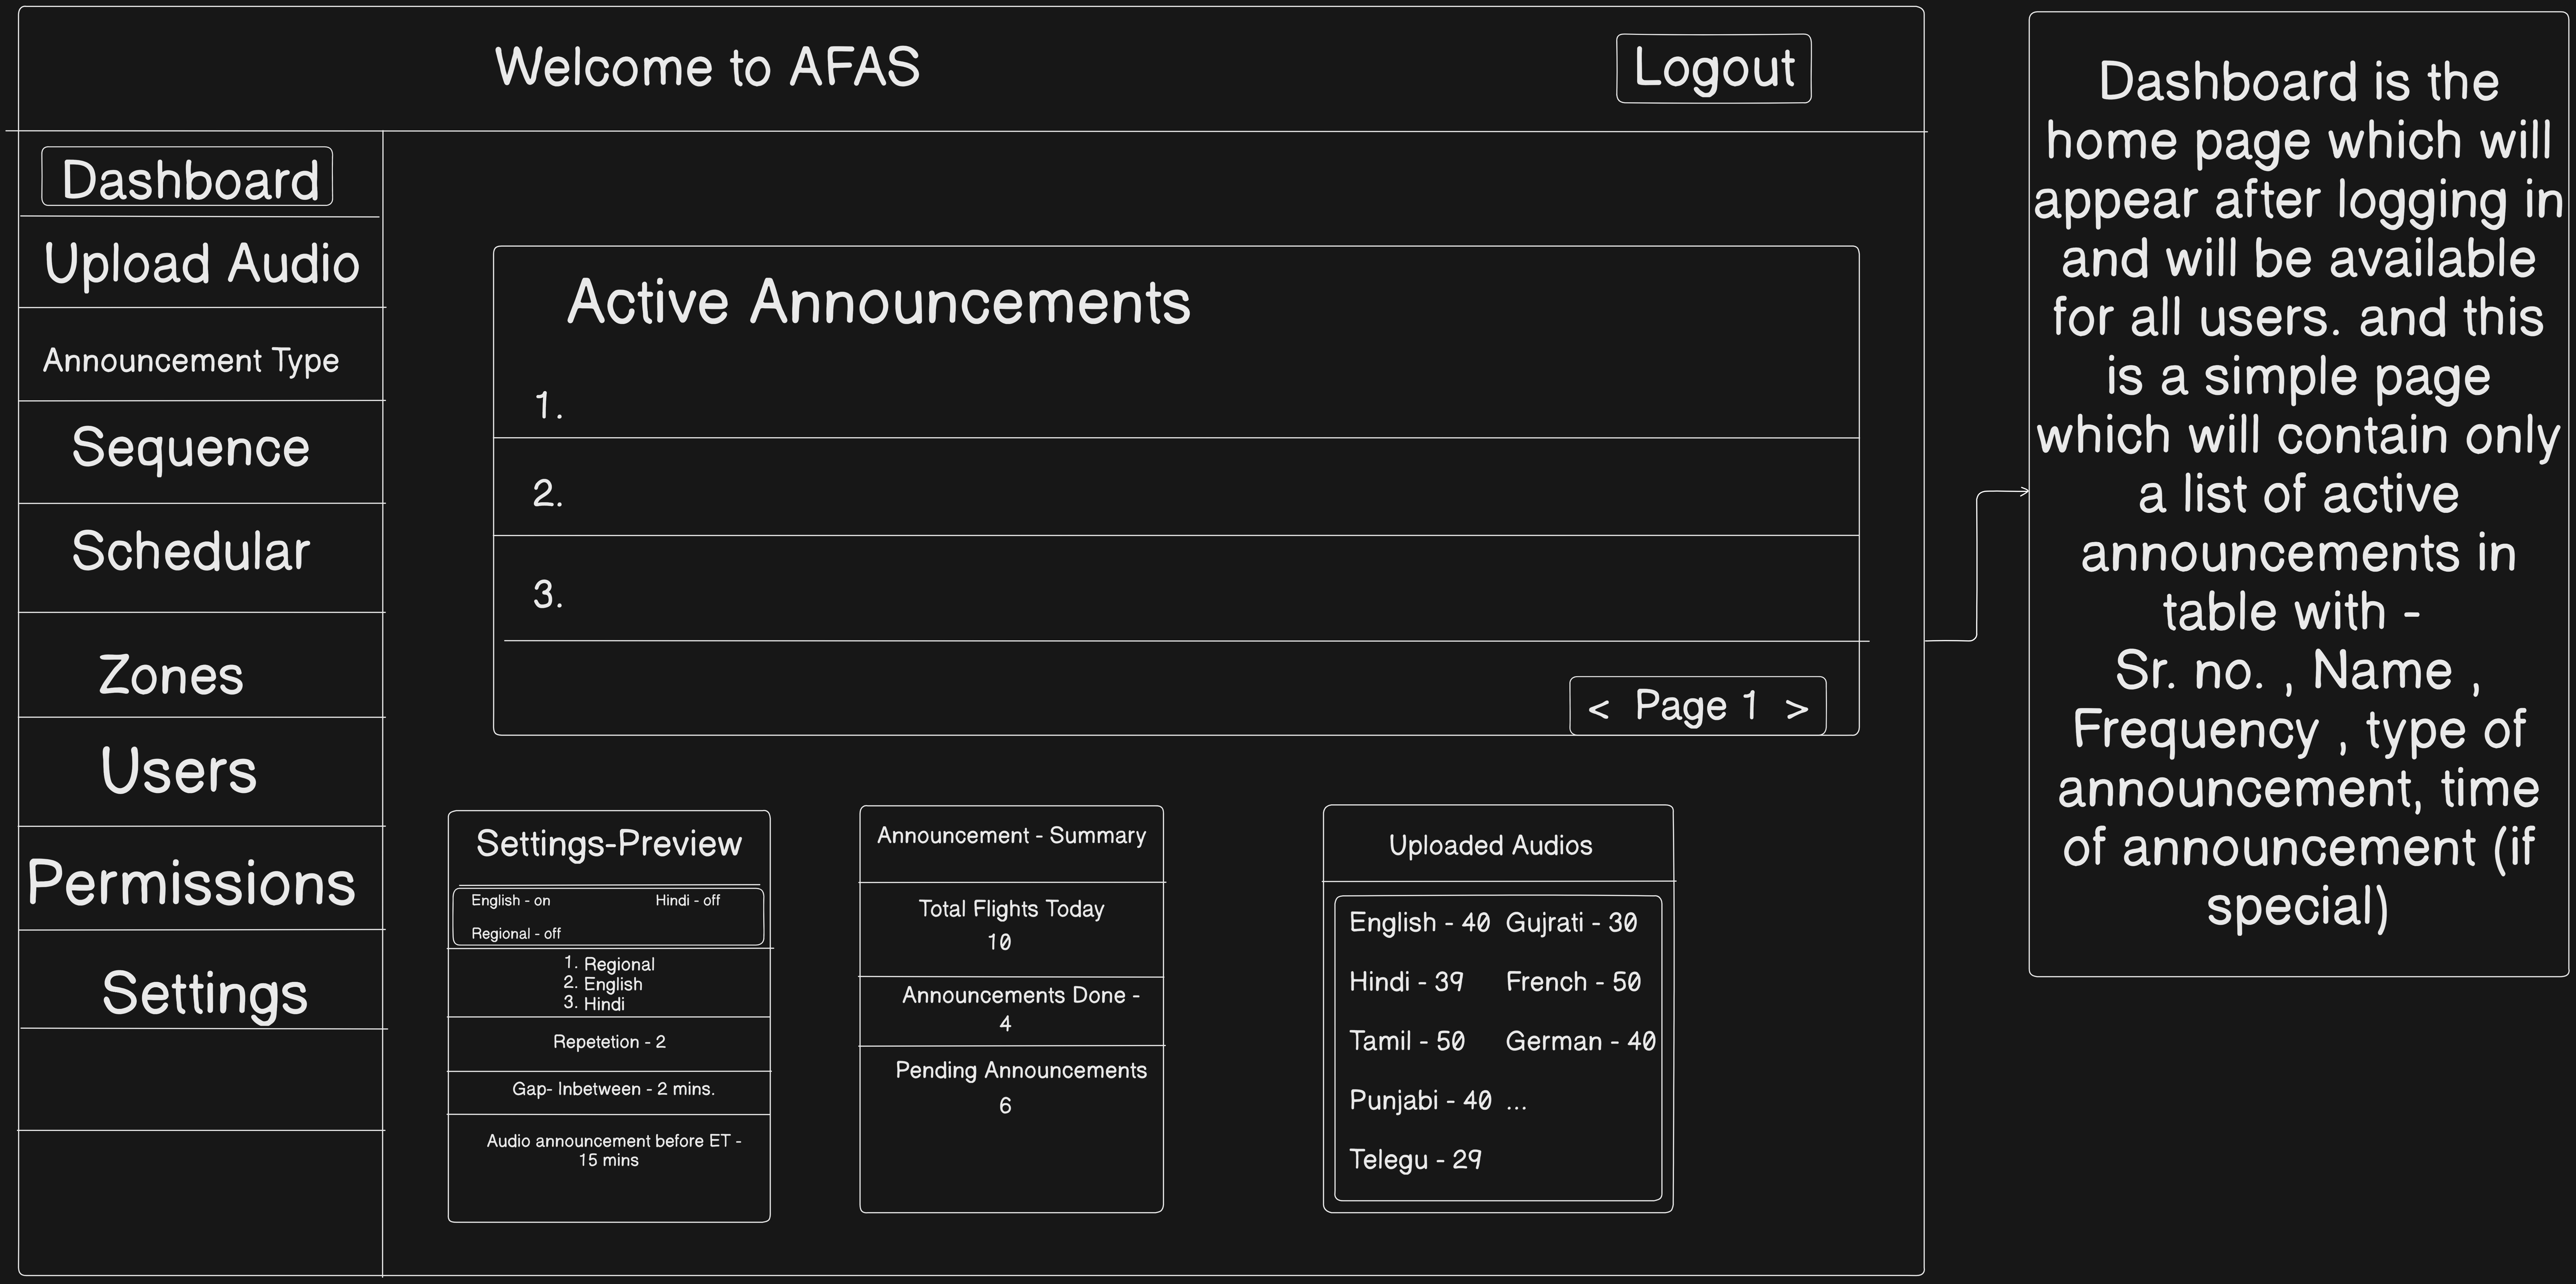 Welcome to AFAS
Logout
Dashboard
Upload Audio
Announcement Type
Sequence
Schedular
Zones
Users
Permissions
Settings
Active Announcements
1.
2.
3.
< Page 1 >
Settings-Preview
English - on Hindi - off
Regional - off
1. Regional
2. English
3. Hindi
Repetetion - 2
Gap- Inbetween - 2 mins.
Audio announcement before ET -
15 mins
Announcement - Summary
Total Flights Today
10
Announcements Done -
4
Pending Announcements
6
Uploaded Audios
English - 40 Gujrati - 30
Hindi - 39 French - 50
Tamil - 50 German - 40
Punjabi - 40 ...
Telegu - 29
Dashboard is the
home page which will
appear after logging in
and will be available
for all users. and this
is a simple page
which will contain only
a list of active
announcements in
table with -
Sr. no. , Name ,
Frequency , type of
announcement, time
of announcement (if
special)